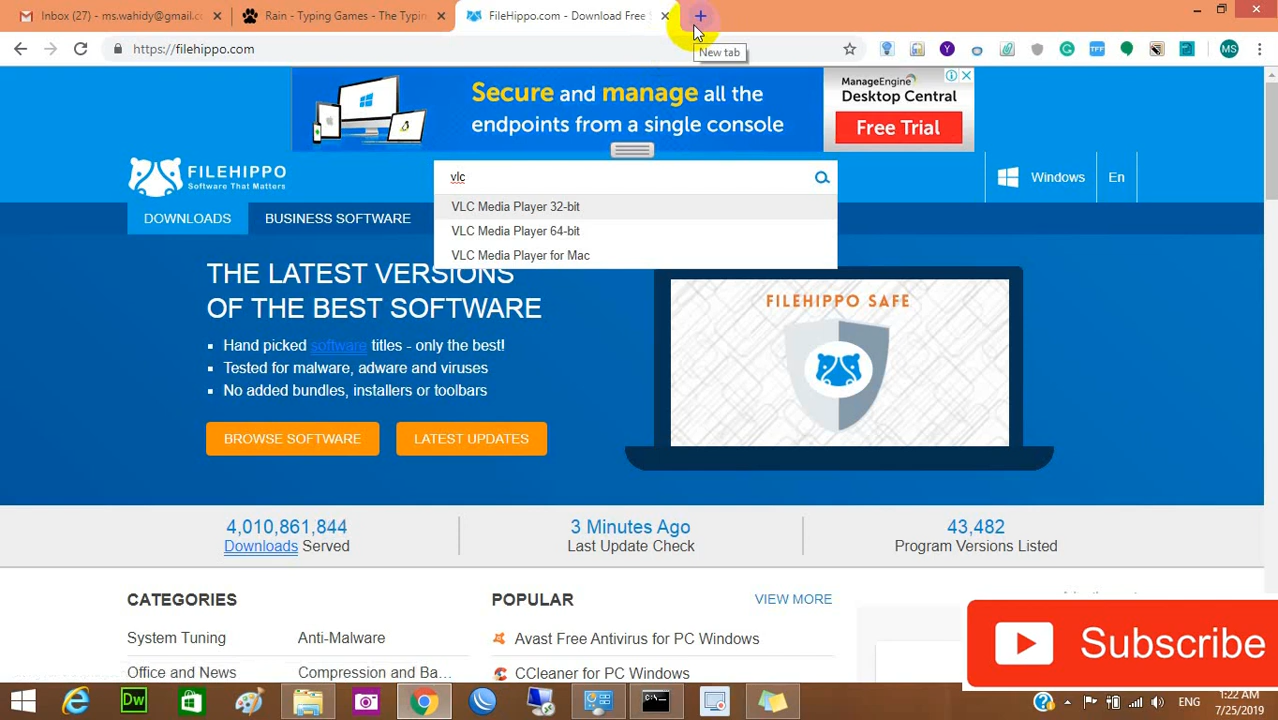 Inbox (27) - ms.wahidy@gmail.c
Rain - Typing Games - The Typin
FileHippo.com - Download Free
New tab
https://filehippo.com
MS
Secure and manage all the
endpoints from a single console
ManageEngine
Desktop Central
Free Trial
FILEHIPPO
Software That Matters
vlc
Windows
En
DOWNLOADS
BUSINESS SOFTWARE
VLC Media Player 32-bit
VLC Media Player 64-bit
VLC Media Player for Mac
THE LATEST VERSIONS
OF THE BEST SOFTWARE
Hand picked software titles - only the best!
Tested for malware, adware and viruses
No added bundles, installers or toolbars
BROWSE SOFTWARE
LATEST UPDATES
FILEHIPPO SAFE
4,010,861,844
Downloads Served
3 Minutes Ago
Last Update Check
43,482
Program Versions Listed
CATEGORIES
System Tuning
Anti-Malware
Office and News
Compression and Ba...
POPULAR
VIEW MORE
Avast Free Antivirus for PC Windows
CCleaner for PC Windows
Subscribe
Dw
C:\
ENG
1:22 AM
7/25/2019